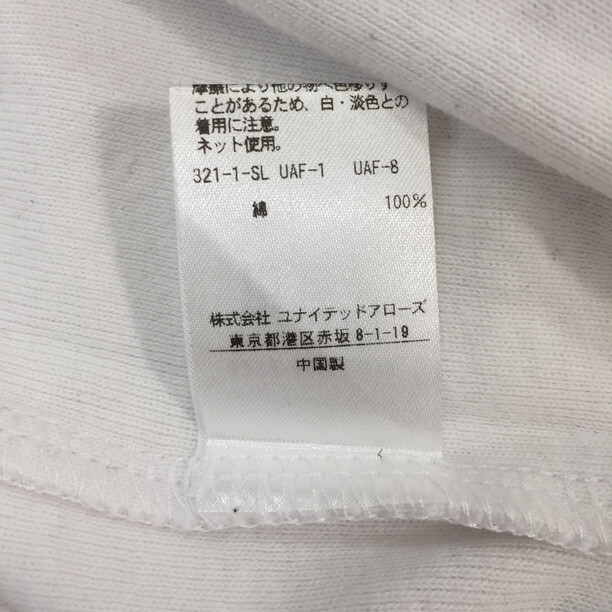 摩擦により他の物へ色移りす
ことがあるため、白・淡色との
着用に注意。
ネット使用。
321-1-SL UAF-1 UAF-8
綿 100%
株式会社 ユナイテッドアローズ
東京都港区赤坂 8-1-19
中国製